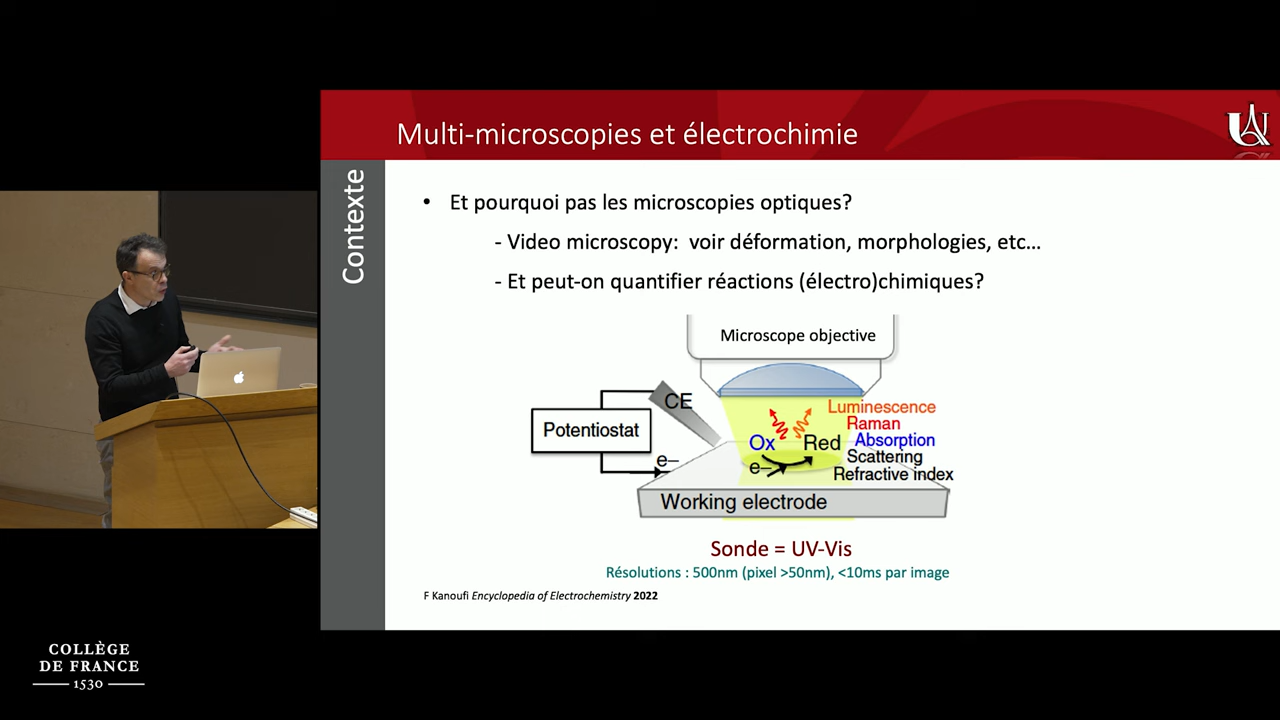 Multi-microscopies et électrochimie
Contexte
• Et pourquoi pas les microscopies optiques?
- Video microscopy: voir déformation, morphologies, etc...
- Et peut-on quantifier réactions (électro)chimiques?
Microscope objective
CE
Potentiostat
e–
Luminescence
Raman
Absorption
Scattering
Refractive index
Ox
Red
e–
Working electrode
Sonde = UV-Vis
Résolutions : 500nm (pixel >50nm), <10ms par image
F Kanoufi Encyclopedia of Electrochemistry 2022
COLLÈGE
DE FRANCE
1530